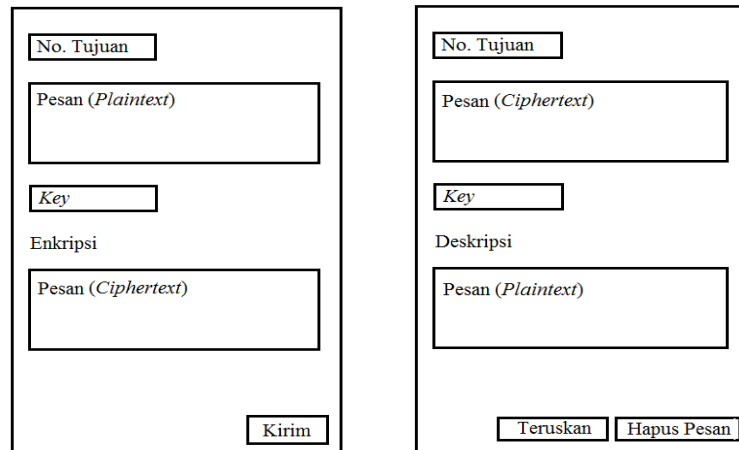 No. Tujuan
Pesan (Plaintext)
Key
Enkripsi
Pesan (Ciphertext)
Kirim
No. Tujuan
Pesan (Ciphertext)
Key
Deskripsi
Pesan (Plaintext)
Teruskan
Hapus Pesan